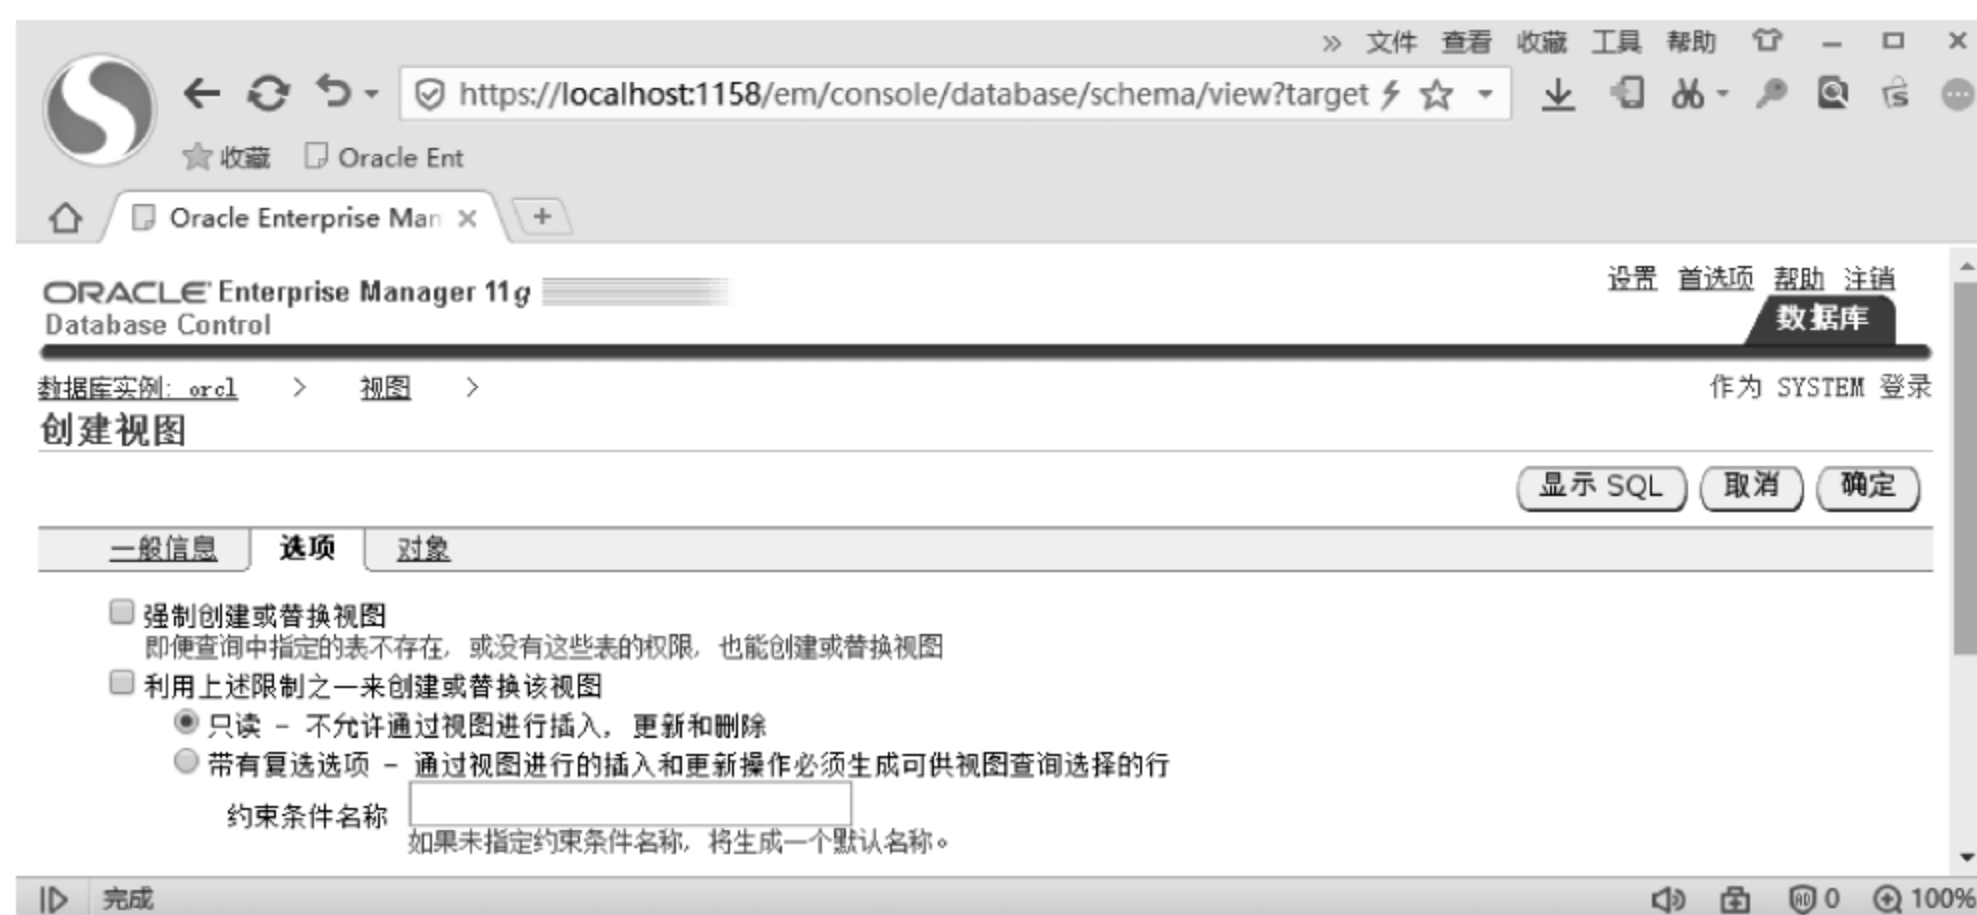 » 文件 查看 收藏 工具 帮助
https://localhost:1158/em/console/database/schema/view?target
收藏 Oracle Ent
Oracle Enterprise Man
设置 首选项 帮助 注销
ORACLE Enterprise Manager 11g
Database Control
数据库
数据库实例: orcl > 视图 >
作为 SYSTEM 登录
创建视图
显示 SQL 取消 确定
一般信息 选项 对象
强制创建或替换视图
即便查询中指定的表不存在, 或没有这些表的权限, 也能创建或替换视图
利用上述限制之一来创建或替换该视图
只读 - 不允许通过视图进行插入, 更新和删除
带有复选选项 - 通过视图进行的插入和更新操作必须生成可供视图查询选择的行
约束条件名称
如果未指定约束条件名称, 将生成一个默认名称。
完成
0 100%